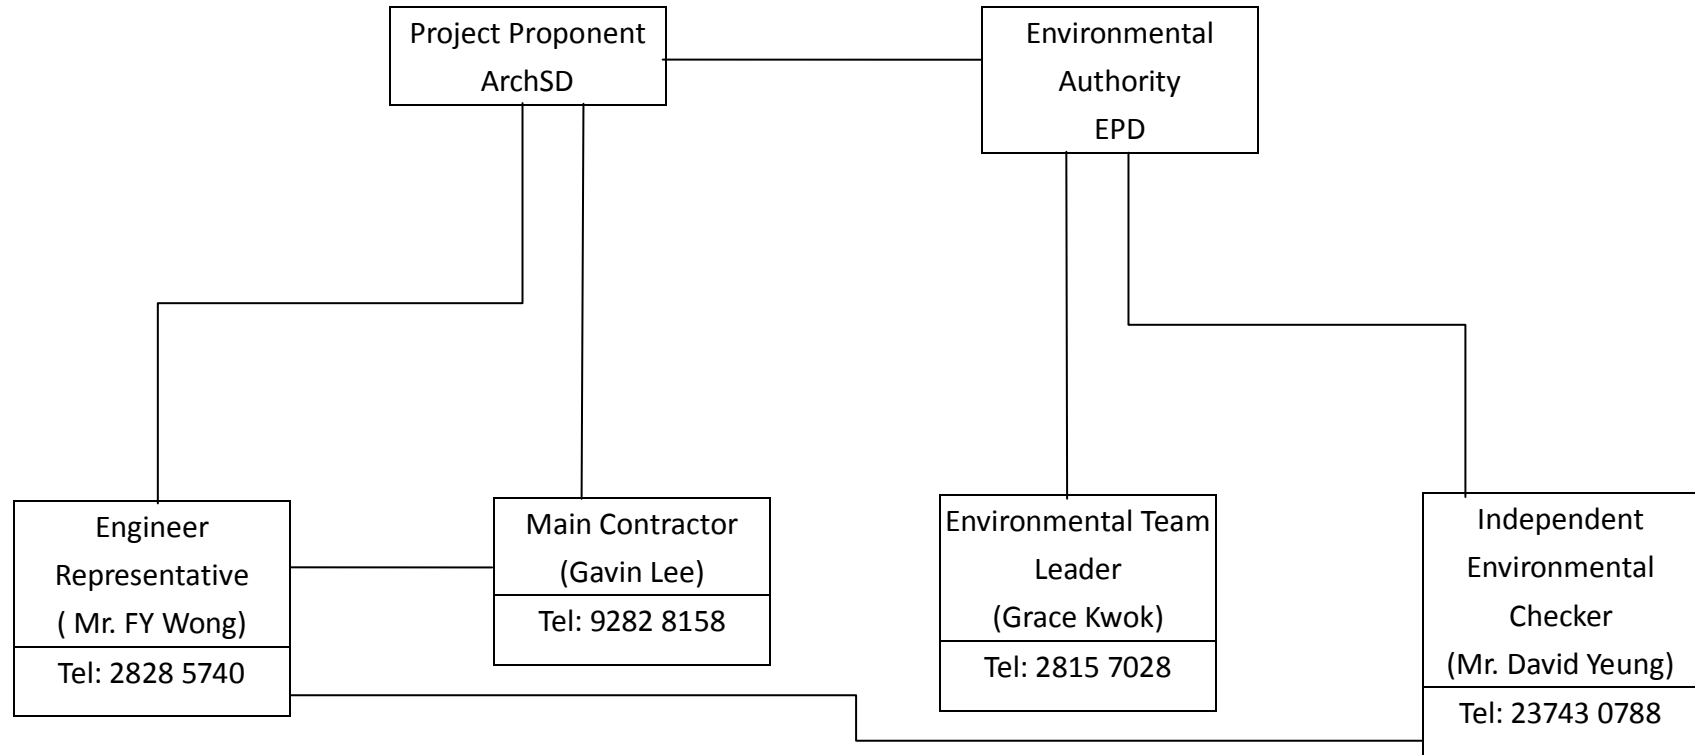 Project Proponent
ArchSD
Environmental
Authority
EPD
Engineer
Representative
( Mr. FY Wong)
Tel: 2828 5740
Main Contractor
(Gavin Lee)
Tel: 9282 8158
Environmental Team
Leader
(Grace Kwok)
Tel: 2815 7028
Independent
Environmental
Checker
(Mr. David Yeung)
Tel: 23743 0788